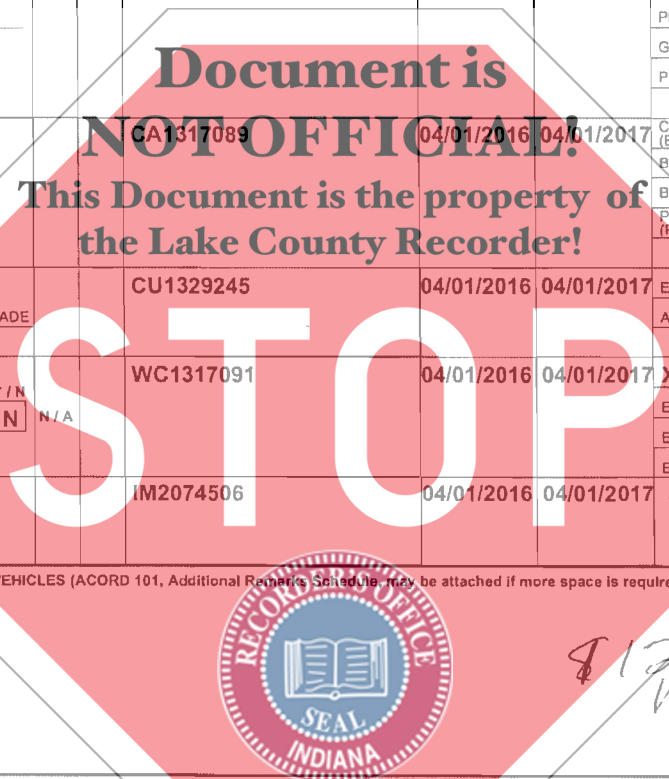 Document is
NOT OFFICIAL!
CA1317089 04/01/2016 04/01/2017
This Document is the property of
the Lake County Recorder!
CU1329245 04/01/2016 04/01/2017
ADE
STOP
WC1317091 04/01/2016 04/01/2017 X
/ N
N N / A
IM2074506 04/01/2016 04/01/2017
EHICLES (ACORD 101, Additional Remarks Schedule, may be attached if more space is require
RECORDER'S OFFICE
SEAL
INDIANA